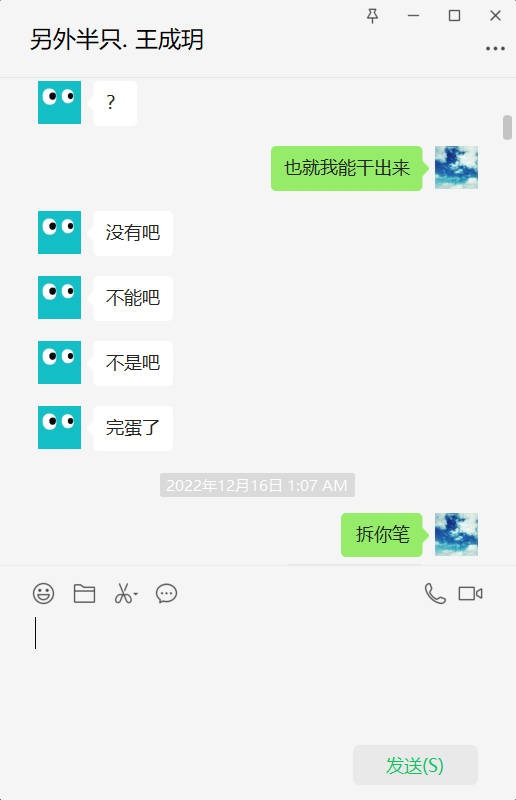 另外半只. 王成玥
?
也就我能干出来
没有吧
不能吧
不是吧
完蛋了
2022年12月16日 1:07 AM
拆你笔
发送(S)